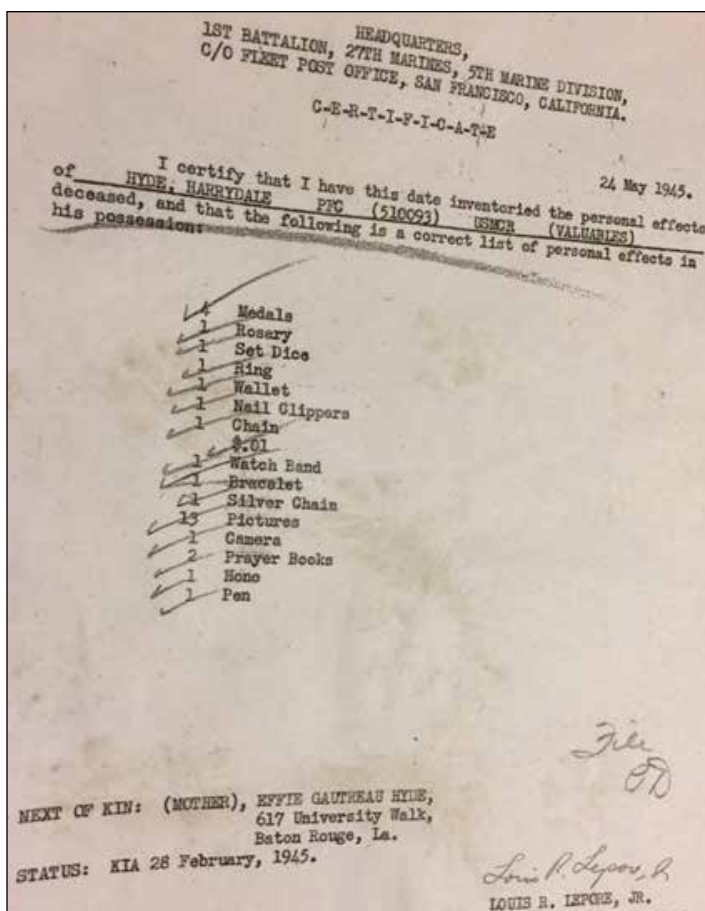 HEADQUARTERS,
1ST BATTALION, 27TH MARINES, 5TH MARINE DIVISION,
C/O FLEET POST OFFICE, SAN FRANCISCO, CALIFORNIA.
C-E-R-T-I-F-I-C-A-T-E
24 May 1945.
I certify that I have this date inventoried the personal effects
of HYDE, HARRYDALE PFC (510093) USMCR (VALUABLES)
deceased, and that the following is a correct list of personal effects in
his possession:
4 Medals
1 Rosary
1 Set Dice
1 Ring
1 Wallet
1 Nail Clippers
1 Chain
$.01
1 Watch Band
1 Bracelet
1 Silver Chain
13 Pictures
1 Camera
2 Prayer Books
1 Hone
1 Pen
File
NEXT OF KIN: (MOTHER), EFFIE GAUTREAU HYDE,
617 University Walk,
Baton Rouge, La.
STATUS: KIA 28 February, 1945.
Louis R. Lepore, Jr
LOUIS R. LEPORE, JR.